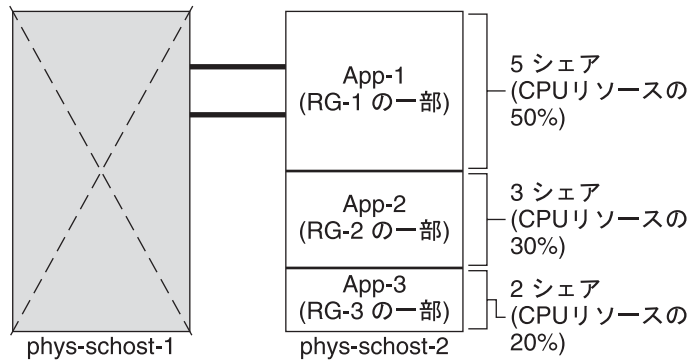 App-1
(RG-1 の一部)
5 シェア
(CPUリソースの
50%)
App-2
(RG-2 の一部)
3 シェア
(CPUリソースの
30%)
App-3
(RG-3 の一部)
2 シェア
(CPUリソースの
20%)
phys-schost-1
phys-schost-2